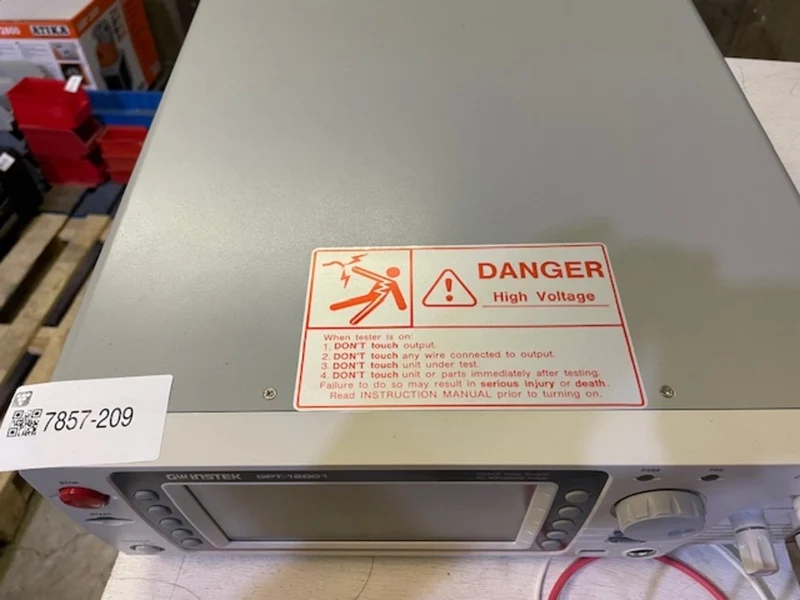 ATIKA
DANGER
High Voltage
When tester is on:
1. DON'T touch output.
2. DON'T touch any wire connected to output.
3. DON'T touch unit under test.
4. DON'T touch unit or parts immediately after testing.
Failure to do so may result in serious injury or death.
Read INSTRUCTION MANUAL prior to turning on.
7857-209
GW INSTEK GPT-12001
STOP
START